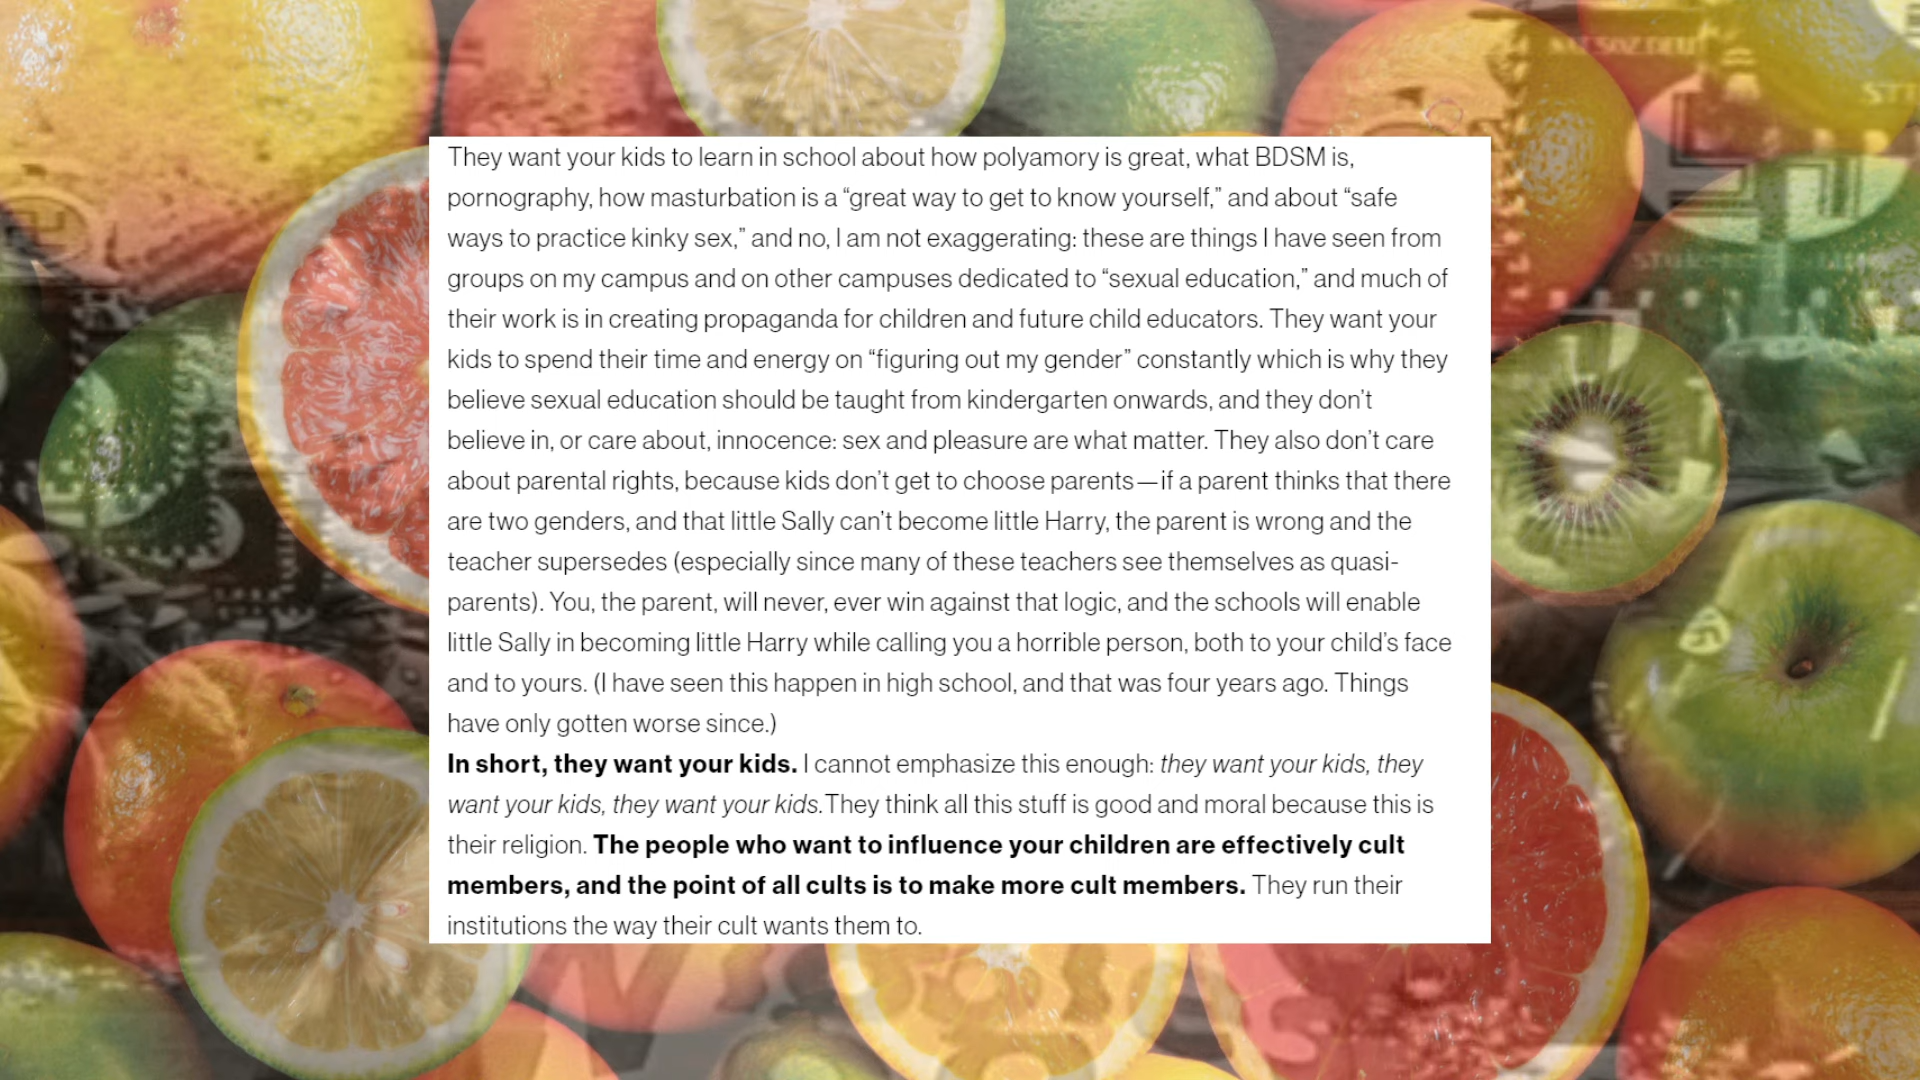 They want your kids to learn in school about how polyamory is great, what BDSM is,
pornography, how masturbation is a “great way to get to know yourself,” and about “safe
ways to practice kinky sex,” and no, I am not exaggerating: these are things I have seen from
groups on my campus and on other campuses dedicated to “sexual education,” and much of
their work is in creating propaganda for children and future child educators. They want your
kids to spend their time and energy on “figuring out my gender” constantly which is why they
believe sexual education should be taught from kindergarten onwards, and they don’t
believe in, or care about, innocence: sex and pleasure are what matter. They also don’t care
about parental rights, because kids don’t get to choose parents—if a parent thinks that there
are two genders, and that little Sally can’t become little Harry, the parent is wrong and the
teacher supersedes (especially since many of these teachers see themselves as quasi-
parents). You, the parent, will never, ever win against that logic, and the schools will enable
little Sally in becoming little Harry while calling you a horrible person, both to your child’s face
and to yours. (I have seen this happen in high school, and that was four years ago. Things
have only gotten worse since.)
In short, they want your kids. I cannot emphasize this enough: they want your kids, they
want your kids, they want your kids.They think all this stuff is good and moral because this is
their religion. The people who want to influence your children are effectively cult
members, and the point of all cults is to make more cult members. They run their
institutions the way their cult wants them to.